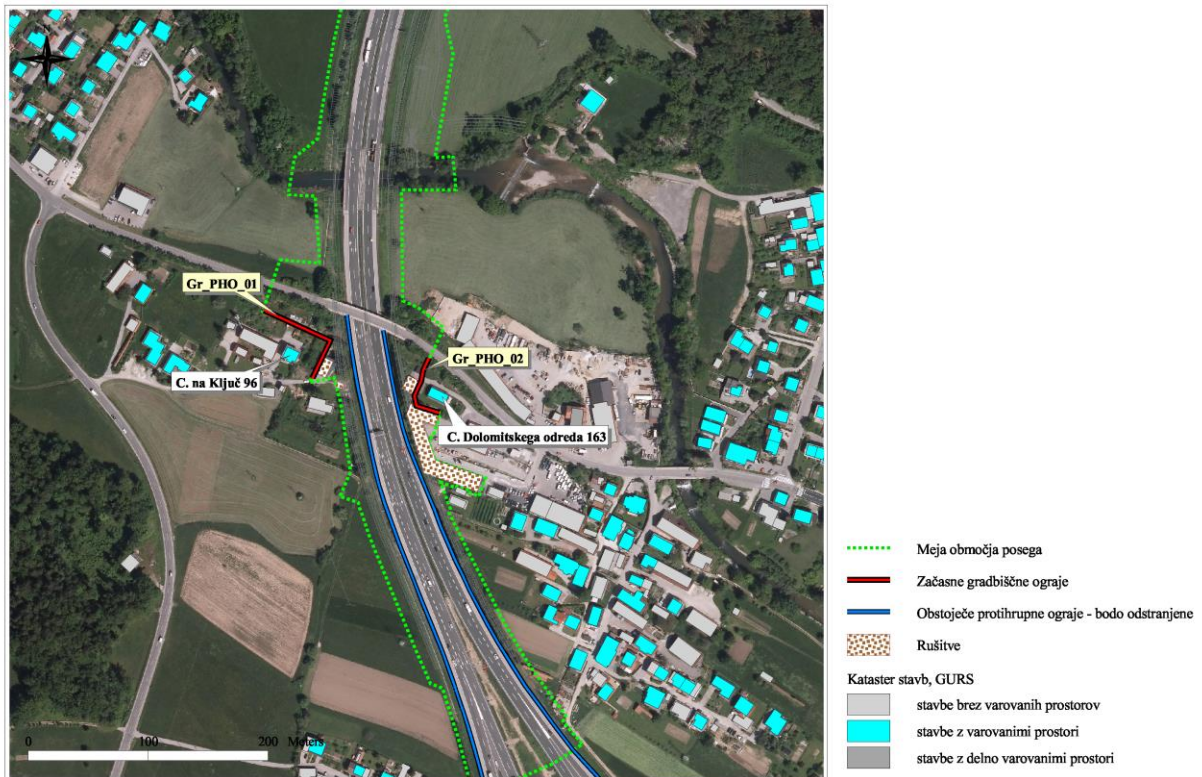 Gr_PHO_01
Gr_PHO_02
C. na Ključ 96
C. Dolomitskega odreda 163
0 100 200 Meters
Meja območja posega
Začasne gradbiščne ograje
Obstoječe protihrupne ograje - bodo odstranjene
Rušitve
Kataster stavb, GURS
stavbe brez varovanih prostorov
stavbe z varovanimi prostori
stavbe z delno varovanimi prostori